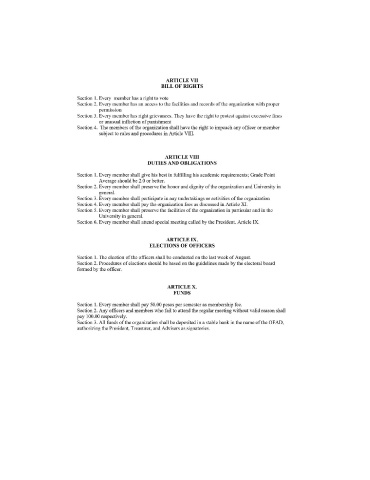 ARTICLE VII
BILL OF RIGHTS
Section 1. Every member has a right to vote
Section 2. Every member has an access to the facilities and records of the organization with proper
permission
Section 3. Every member has right grievances. They have the right to protest against excessive fines
or unusual infliction of punishment
Section 4. The members of the organization shall have the right to impeach any officer or member
subject to rules and procedures in Article VIII.
ARTICLE VIII
DUTIES AND OBLIGATIONS
Section 1. Every member shall give his best in fulfilling his academic requirements; Grade Point
Average should be 2.0 or better.
Section 2. Every member shall preserve the honor and dignity of the organization and University in
general.
Section 3. Every member shall participate in any undertakings or activities of the organization
Section 4. Every member shall pay the organization fees as discussed in Article XI.
Section 5. Every member shall preserve the facilities of the organization in particular and in the
University in general.
Section 6. Every member shall attend special meeting called by the President, Article IX.
ARTICLE IX.
ELECTIONS OF OFFICERS
Section 1. The election of the officers shall be conducted on the last week of August.
Section 2. Procedures of elections should be based on the guidelines made by the electoral board
formed by the officer.
ARTICLE X.
FUNDS
Section 1. Every member shall pay 50.00 pesos per semester as membership fee.
Section 2. Any officers and members who fail to attend the regular meeting without valid reason shall
pay 100.00 respectively.
Section 3. All funds of the organization shall be deposited in a stable bank in the name of the OFAD,
authorizing the President, Treasurer, and Advisers as signatories.